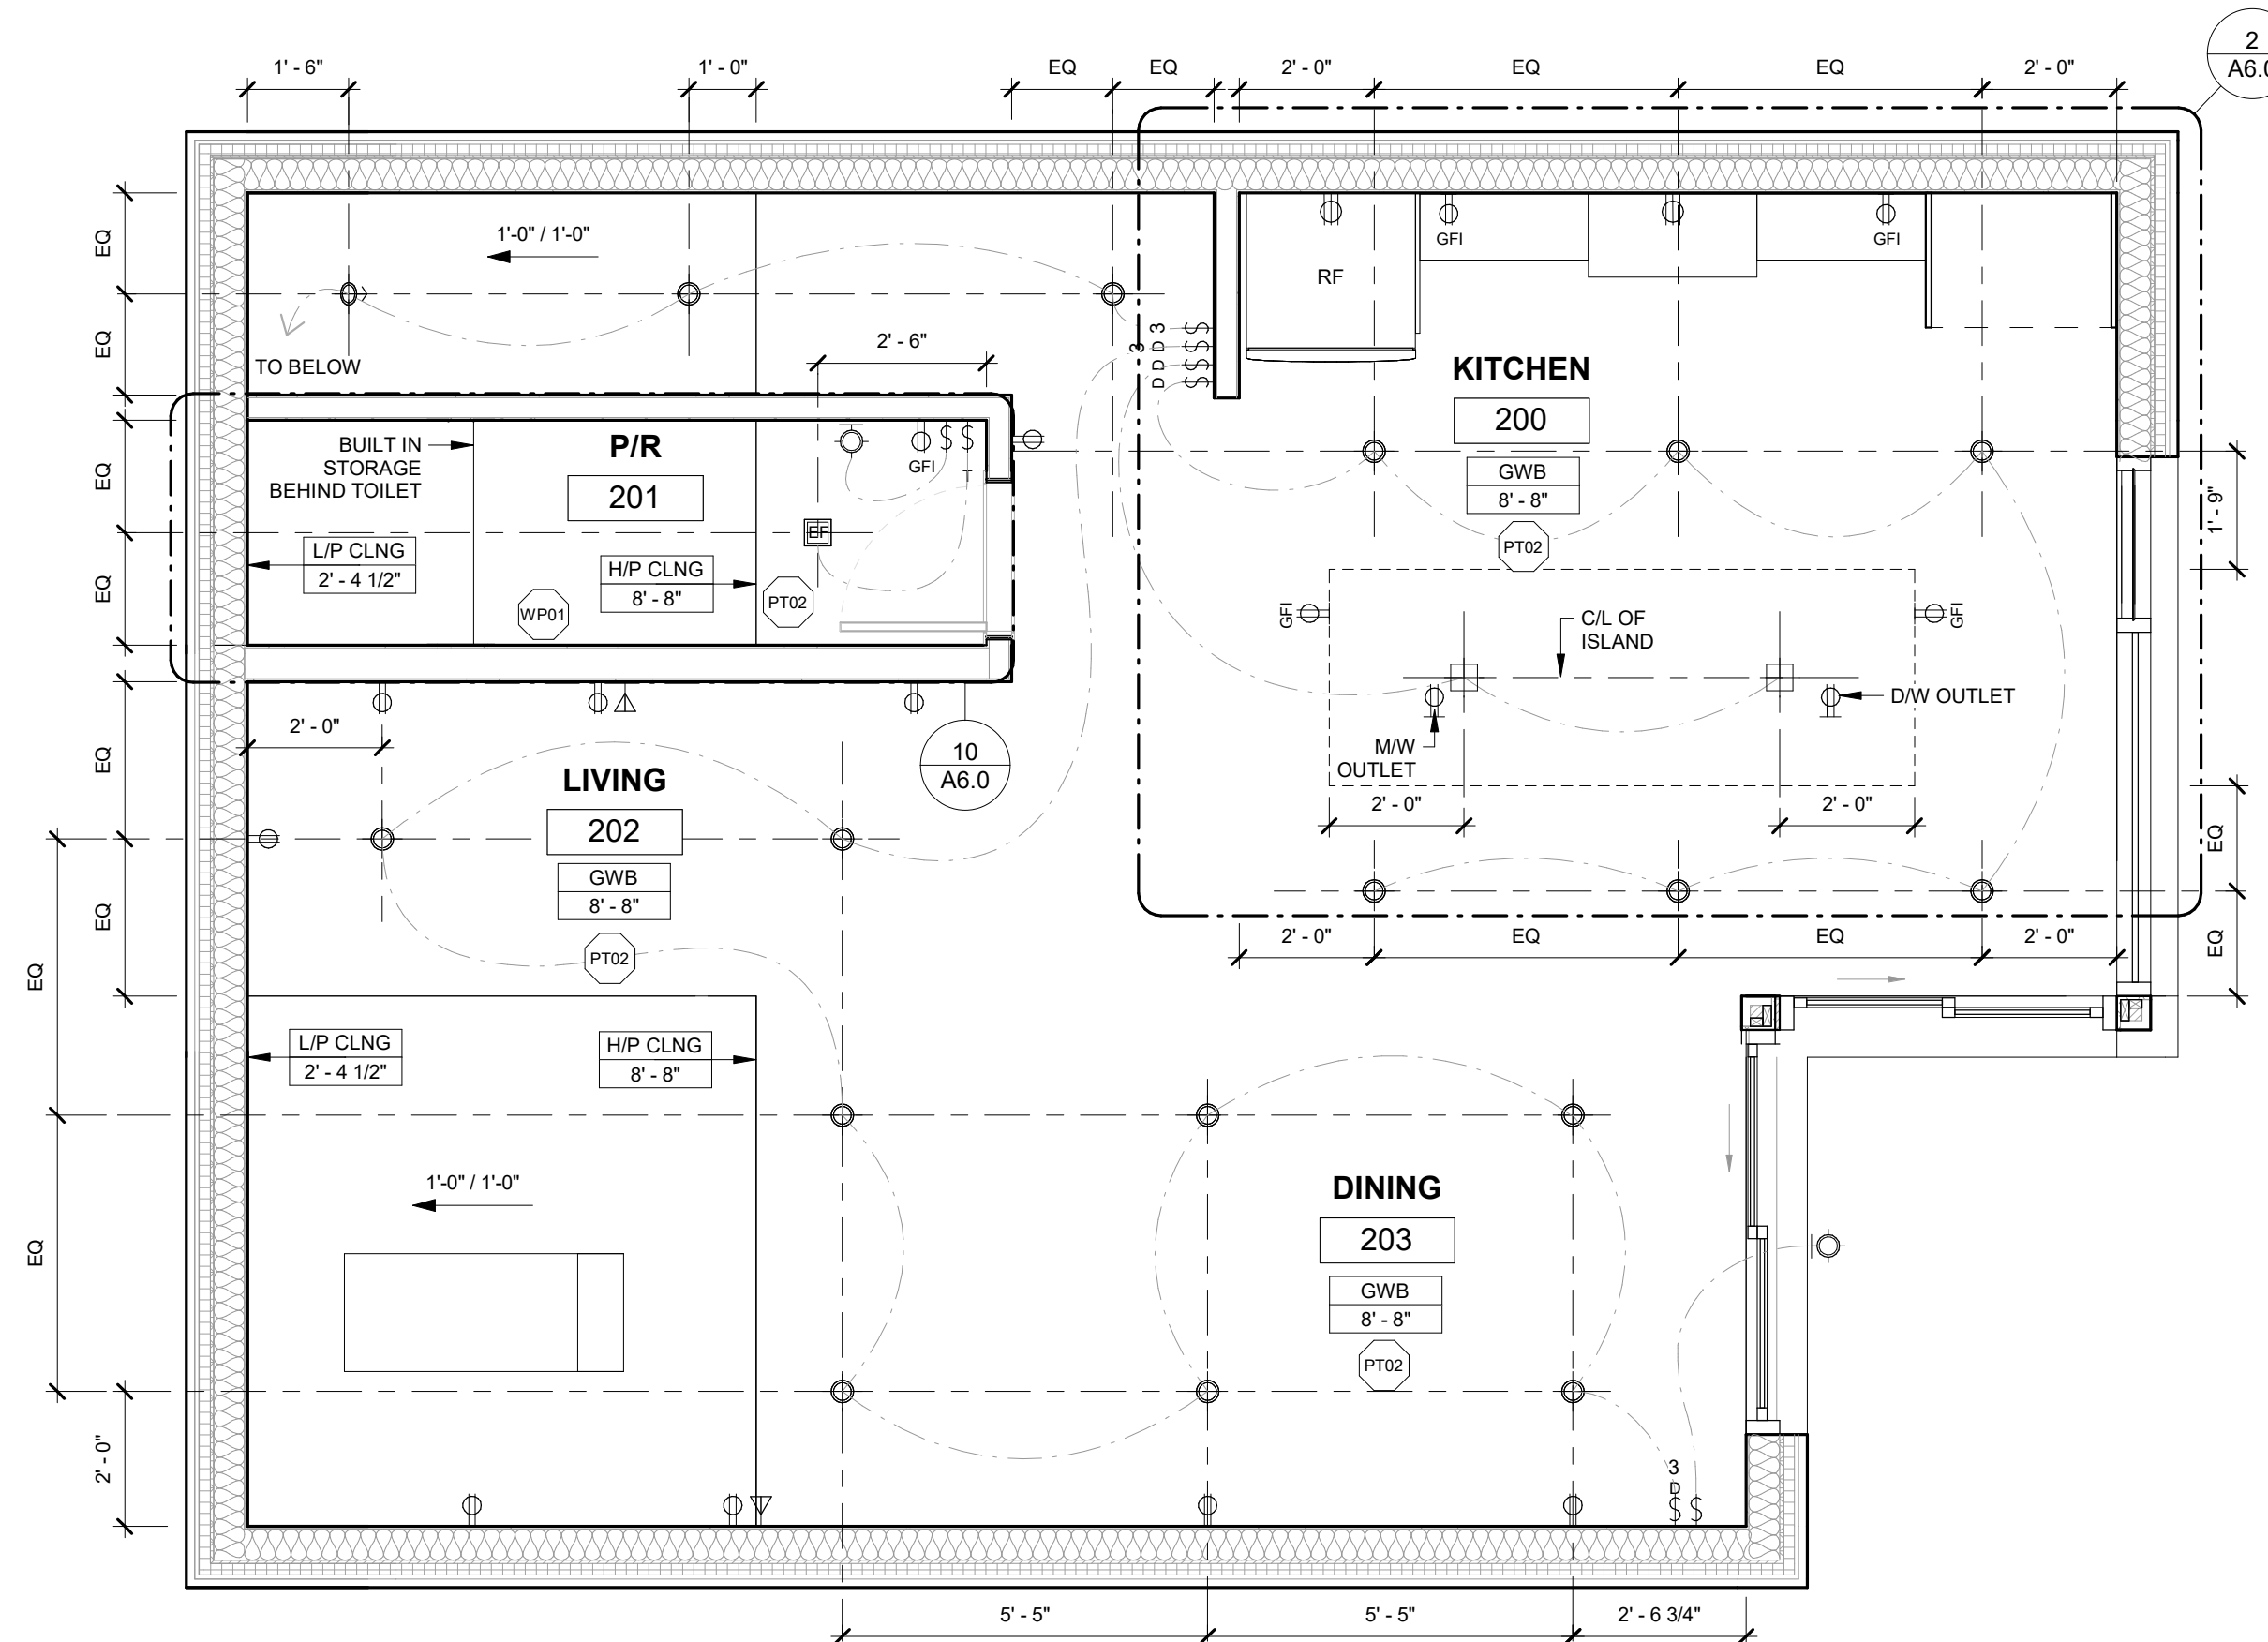 2
1' - 6"
1' - 0"
EQ
EQ
2' - 0"
EQ
EQ
2' - 0"
EQ
1'-0" / 1'-0"
GFI
GFI
RF
3
3
D D D
EQ
TO BELOW
2' - 6"
KITCHEN
200
GWB
8' - 8"
PT02
BUILT IN
STORAGE
BEHIND TOILET
P/R
201
GFI
S S
T
EF
EQ
1' - 9"
L/P CLNG
2' - 4 1/2"
H/P CLNG
8' - 8"
WP01
PT02
EQ
GFI
C/L OF
ISLAND
GFI
D/W OUTLET
M/W
OUTLET
2' - 0"
2' - 0"
2' - 0"
EQ
10
A6.0
LIVING
202
GWB
8' - 8"
PT02
EQ
EQ
EQ
2' - 0"
EQ
EQ
2' - 0"
EQ
L/P CLNG
2' - 4 1/2"
H/P CLNG
8' - 8"
1'-0" / 1'-0"
EQ
DINING
203
GWB
8' - 8"
PT02
2' - 0"
3
D
S S
5' - 5"
5' - 5"
2' - 6 3/4"